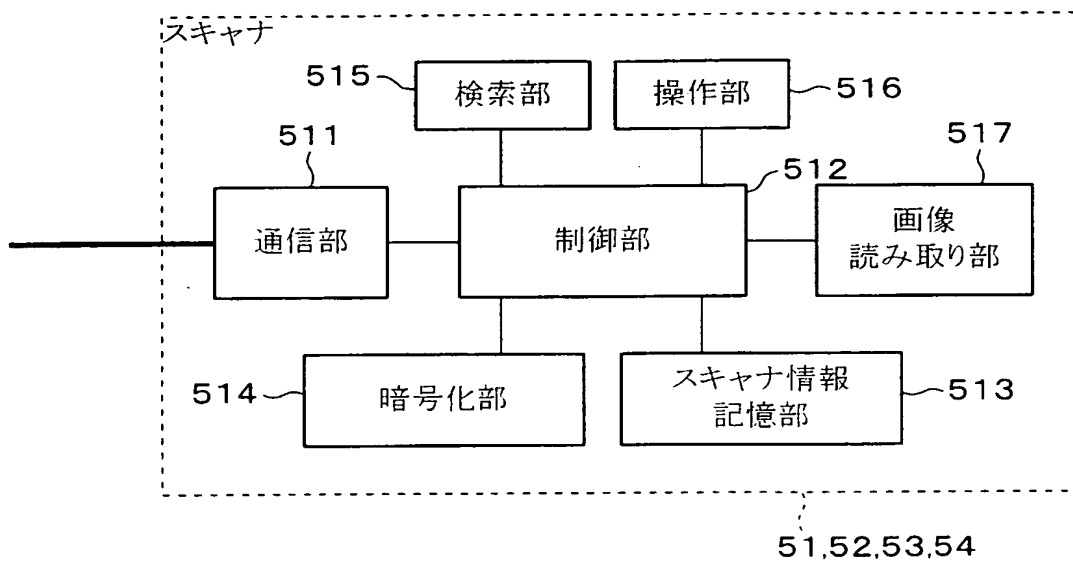 スキャナ
515
検索部
操作部
516
511
512
517
通信部
制御部
画像
読み取り部
514
暗号化部
スキャナ情報
記憶部
513
51,52,53,54